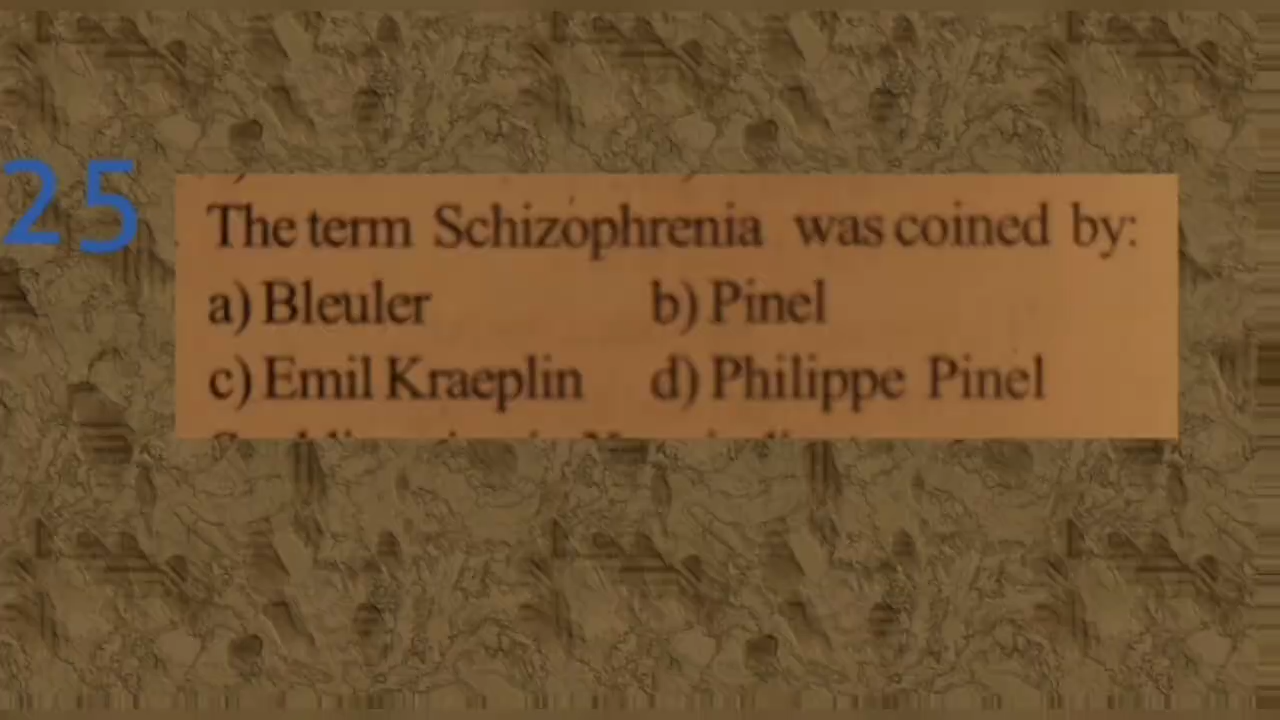 25
The term Schizophrenia was coined by:
a) Bleuler b) Pinel
c) Emil Kraeplin d) Philippe Pinel